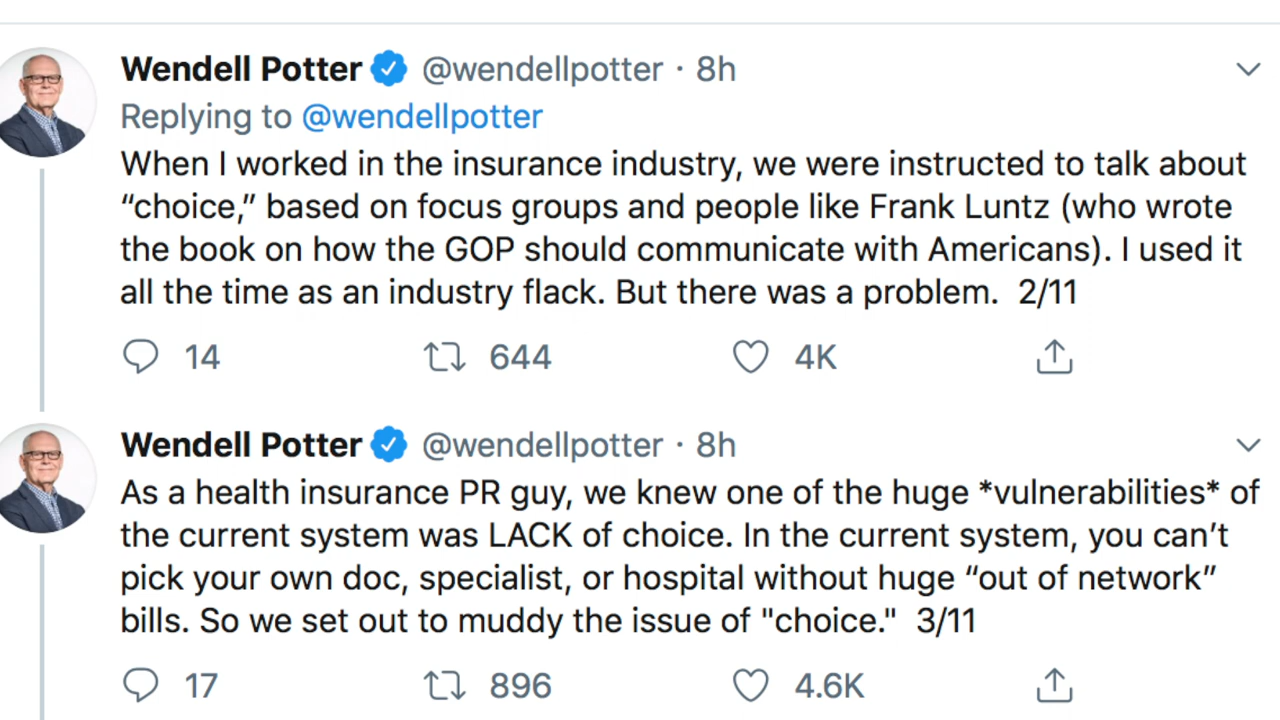 Wendell Potter @wendellpotter · 8h
Replying to @wendellpotter
When I worked in the insurance industry, we were instructed to talk about
“choice,” based on focus groups and people like Frank Luntz (who wrote
the book on how the GOP should communicate with Americans). I used it
all the time as an industry flack. But there was a problem.  2/11
14 644 4K
Wendell Potter @wendellpotter · 8h
As a health insurance PR guy, we knew one of the huge *vulnerabilities* of
the current system was LACK of choice. In the current system, you can’t
pick your own doc, specialist, or hospital without huge “out of network”
bills. So we set out to muddy the issue of "choice."  3/11
17 896 4.6K